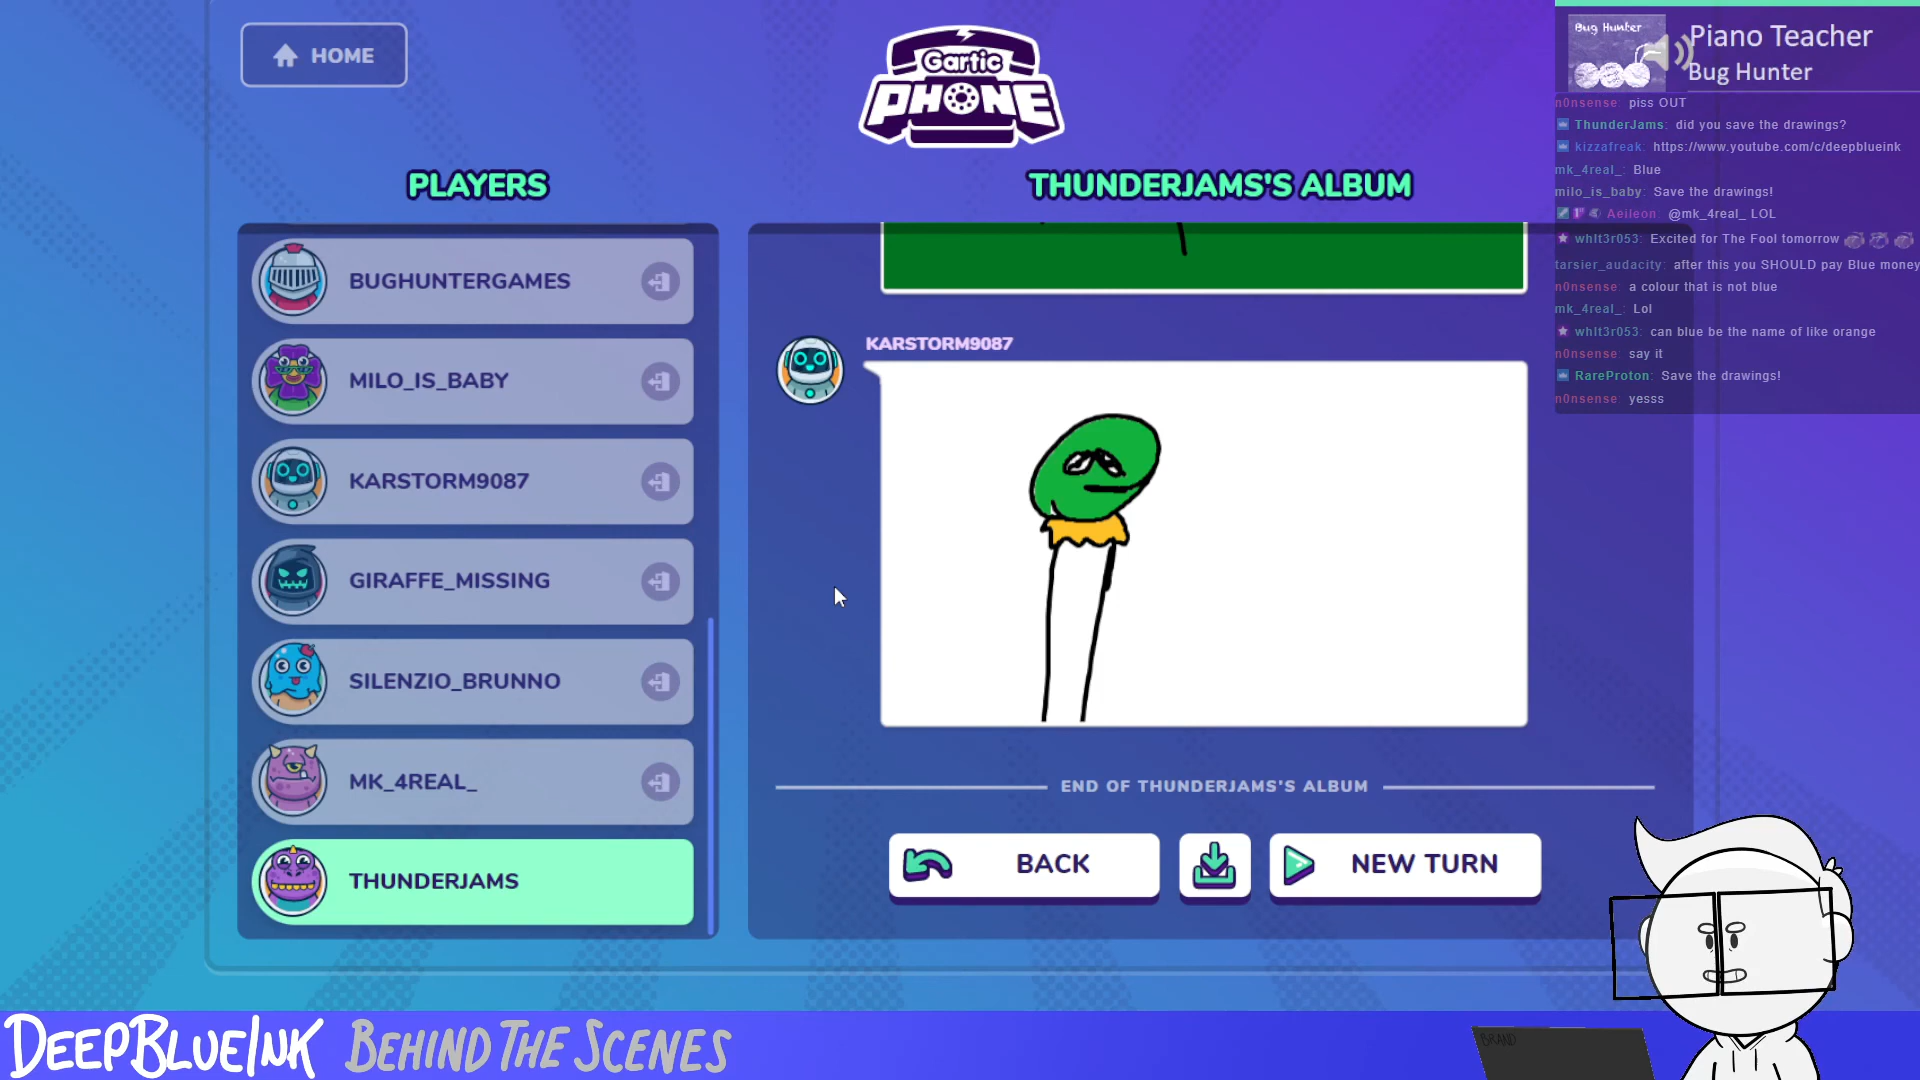 HOME
Gartic
PHONE
PLAYERS
BUGHUNTERGAMES
MILO_IS_BABY
KARSTORM9087
GIRAFFE_MISSING
SILENZIO_BRUNNO
MK_4REAL_
THUNDERJAMS
THUNDERJAMS'S ALBUM
KARSTORM9087
END OF THUNDERJAMS'S ALBUM
BACK
NEW TURN
Bug Hunter
Piano Teacher
Bug Hunter
n0nsense: piss OUT
ThunderJams: did you save the drawings?
kizzafreak: https://www.youtube.com/c/deepblueink
mk_4real_: Blue
milo_is_baby: Save the drawings!
Aeileon: @mk_4real_ LOL
whlt3r053: Excited for The Fool tomorrow
tarsier_audacity: after this you SHOULD pay Blue money
n0nsense: a colour that is not blue
mk_4real_: Lol
whlt3r053: can blue be the name of like orange
n0nsense: say it
RareProton: Save the drawings!
n0nsense: yesss
BRAND
DEEPBLUEINK BEHIND THE SCENES